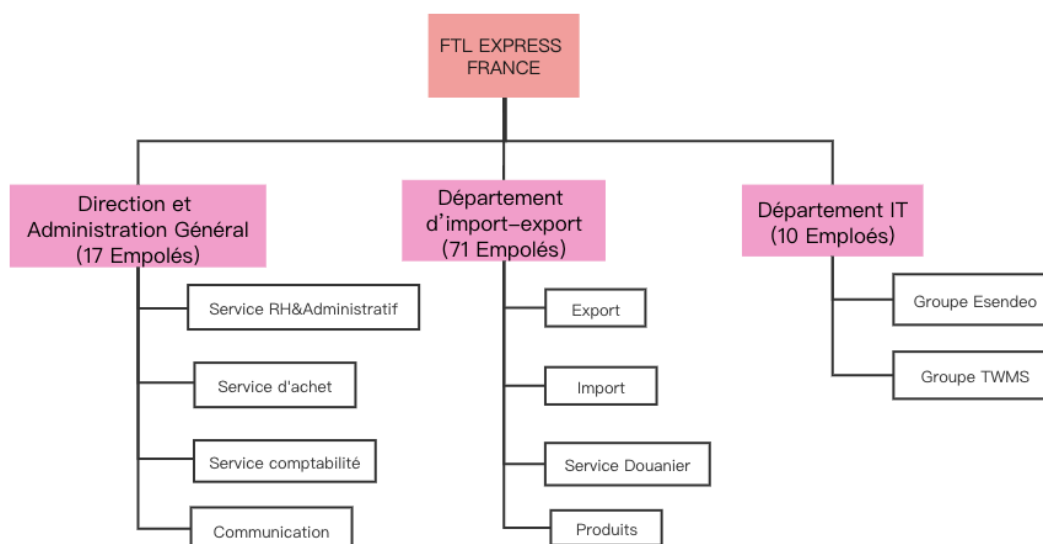 FTL EXPRESS
FRANCE
Direction et
Administration Général
(17 Empolés)
Département
d'import-export
(71 Empolés)
Département IT
(10 Emploés)
Service RH&Administratif
Service d'achet
Service comptabilité
Communication
Export
Import
Service Douanier
Produits
Groupe Esendeo
Groupe TWMS